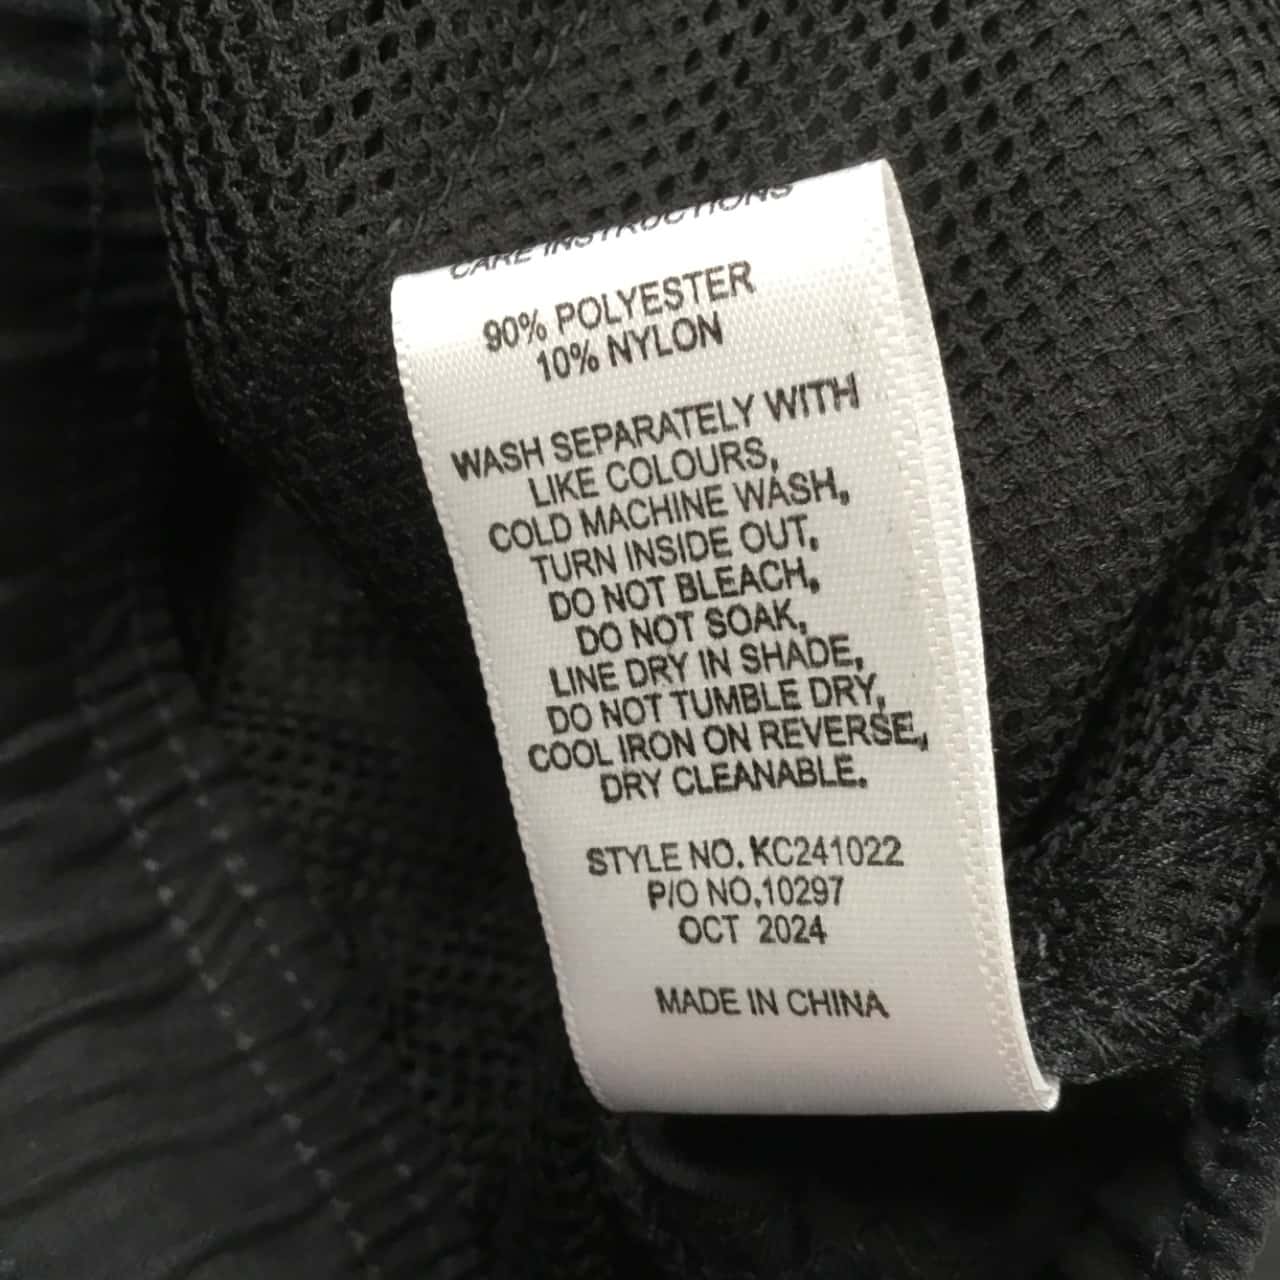 CARE INSTRUCTIONS
90% POLYESTER
10% NYLON
WASH SEPARATELY WITH
LIKE COLOURS,
COLD MACHINE WASH,
TURN INSIDE OUT,
DO NOT BLEACH,
DO NOT SOAK,
LINE DRY IN SHADE,
DO NOT TUMBLE DRY,
COOL IRON ON REVERSE,
DRY CLEANABLE.
STYLE NO. KC241022
P/O NO.10297
OCT 2024
MADE IN CHINA